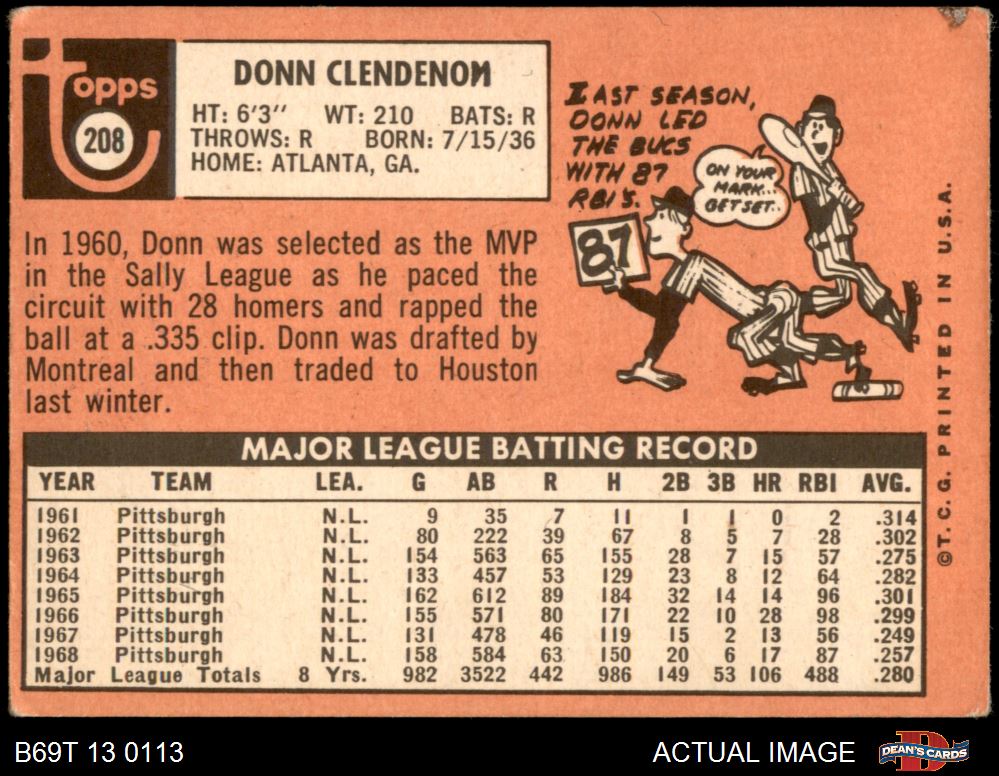 Topps
208
DONN CLENDENON
HT: 6'3" WT: 210 BATS: R
THROWS: R BORN: 7/15/36
HOME: ATLANTA, GA.
LAST SEASON,
DONN LED
THE BUCS
WITH 87
RBI'S.
ON YOUR
MARK...
GET SET..
87
In 1960, Donn was selected as the MVP
in the Sally League as he paced the
circuit with 28 homers and rapped the
ball at a .335 clip. Donn was drafted by
Montreal and then traded to Houston
last winter.
MAJOR LEAGUE BATTING RECORD
YEAR TEAM LEA. G AB R H 2B 3B HR RBI AVG.
1961 Pittsburgh N.L. 9 35 7 11 1 1 0 2 .314
1962 Pittsburgh N.L. 80 222 39 67 8 5 7 28 .302
1963 Pittsburgh N.L. 154 563 65 155 28 7 15 57 .275
1964 Pittsburgh N.L. 133 457 53 129 23 8 12 64 .282
1965 Pittsburgh N.L. 162 612 89 184 32 14 14 96 .301
1966 Pittsburgh N.L. 155 571 80 171 22 10 28 98 .299
1967 Pittsburgh N.L. 131 478 46 119 15 2 13 56 .249
1968 Pittsburgh N.L. 158 584 63 150 20 6 17 87 .257
Major League Totals 8 Yrs. 982 3522 442 986 149 53 106 488 .280
©T.C.G. PRINTED IN U.S.A.
B69T 13 0113 ACTUAL IMAGE
DEAN'S CARDS